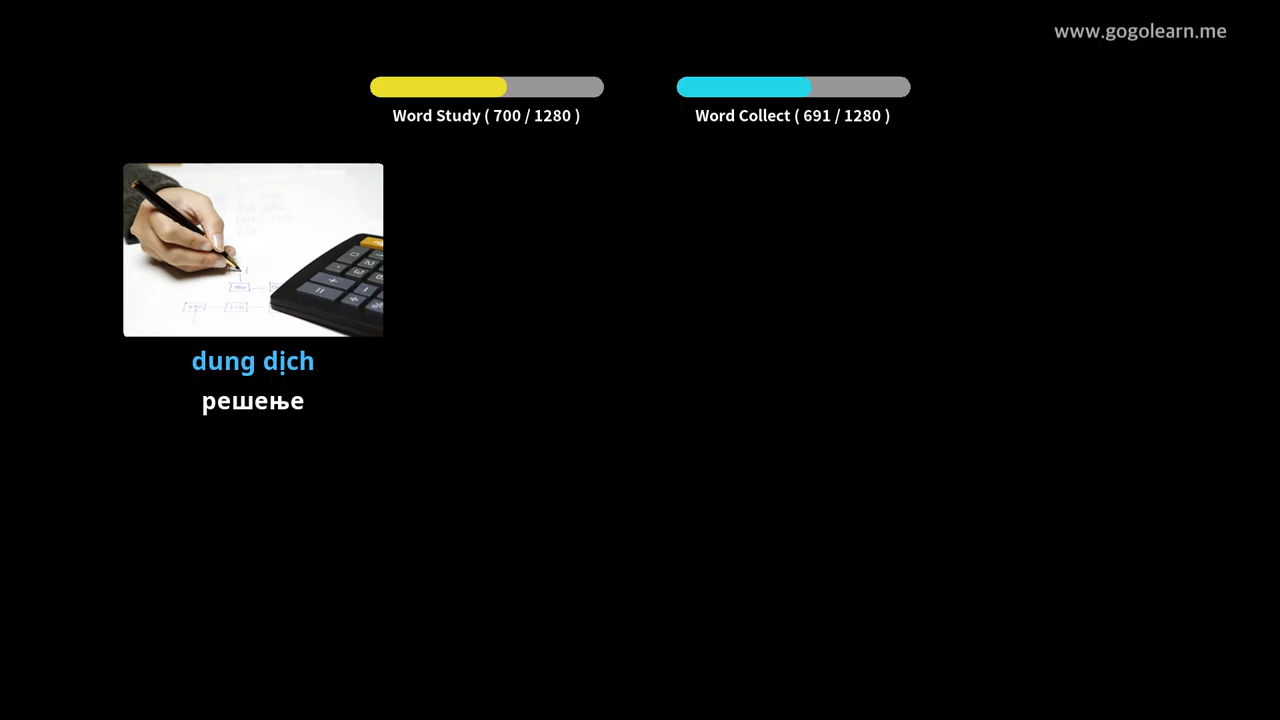 www.gogolearn.me
Word Study ( 700 / 1280 )
Word Collect ( 691 / 1280 )
dung dịch
решење